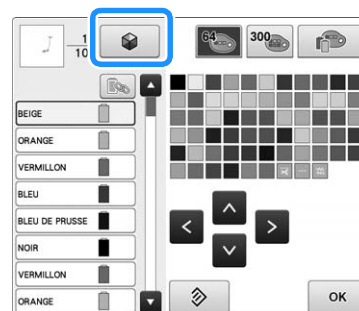 1
10
64
300
BEIGE
ORANGE
VERMILLON
BLEU
BLEU DE PRUSSE
NOIR
VERMILLON
ORANGE
OK